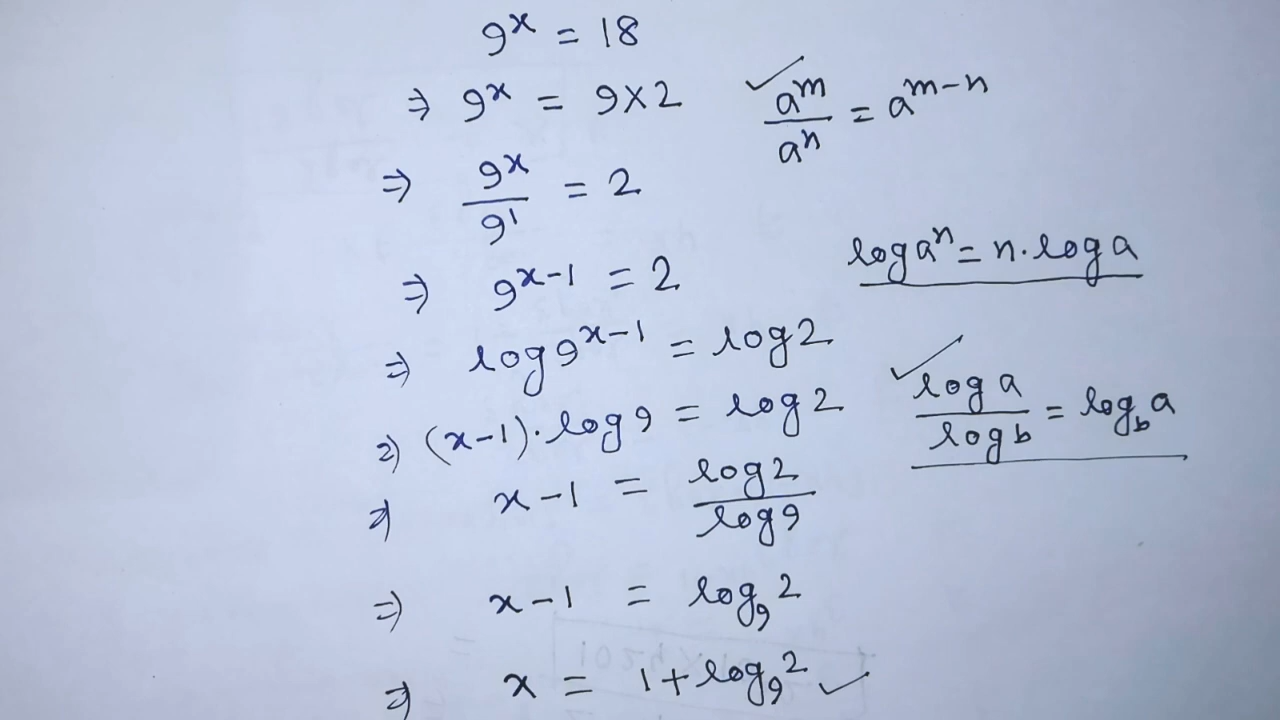 9^x = 18
⇒ 9^x = 9×2
✓ a^m/a^n = a^(m-n)
⇒ 9^x/9^1 = 2
⇒ 9^(x-1) = 2
log a^n = n·log a
⇒ log 9^(x-1) = log 2
⇒ (x-1)·log 9 = log 2
✓ log a/log b = log_b a
⇒ x-1 = log 2/log 9
⇒ x-1 = log_9 2
⇒ x = 1+log_9 2 ✓